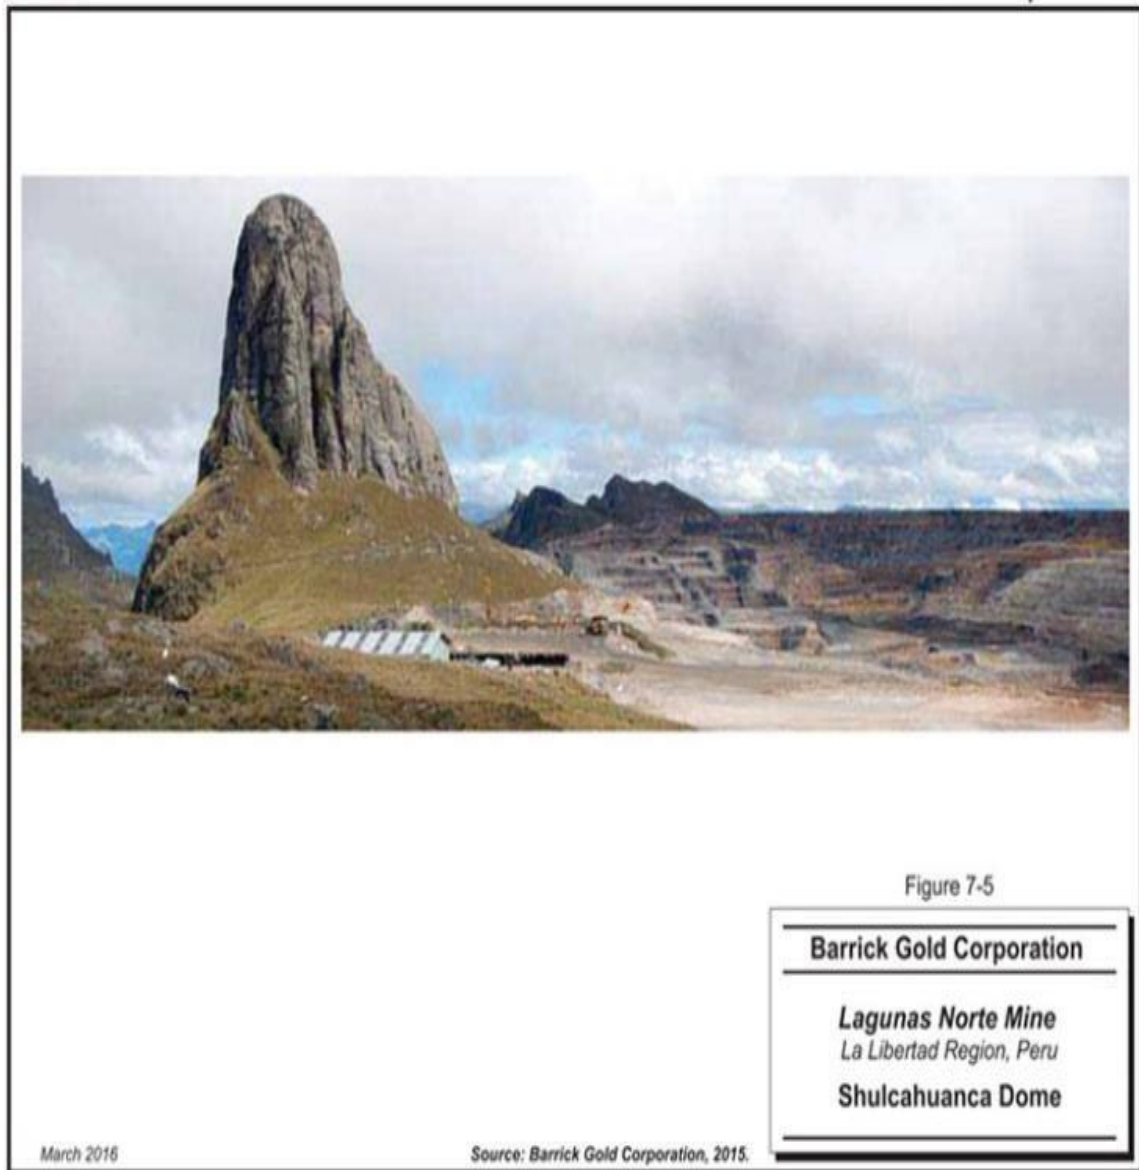 Figure 7-5
Barrick Gold Corporation
Lagunas Norte Mine
La Libertad Region, Peru
Shulcahuanca Dome
March 2016
Source: Barrick Gold Corporation, 2015.